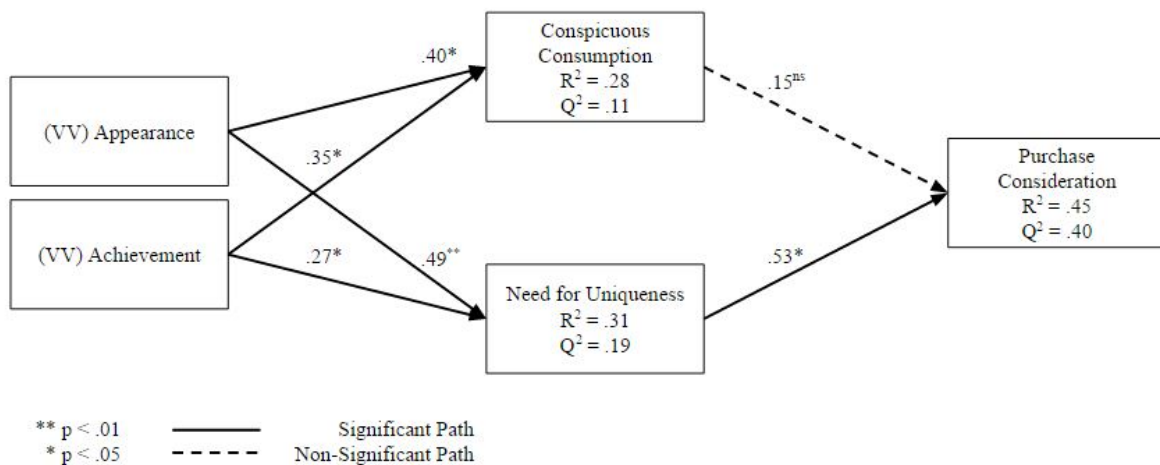 Conspicuous
Consumption
R² = .28
Q² = .11
.40*
.15ⁿˢ
(VV) Appearance
.35*
Purchase
Consideration
R² = .45
Q² = .40
(VV) Achievement
.27*
.49**
.53*
Need for Uniqueness
R² = .31
Q² = .19
** p < .01 Significant Path
* p < .05 Non-Significant Path